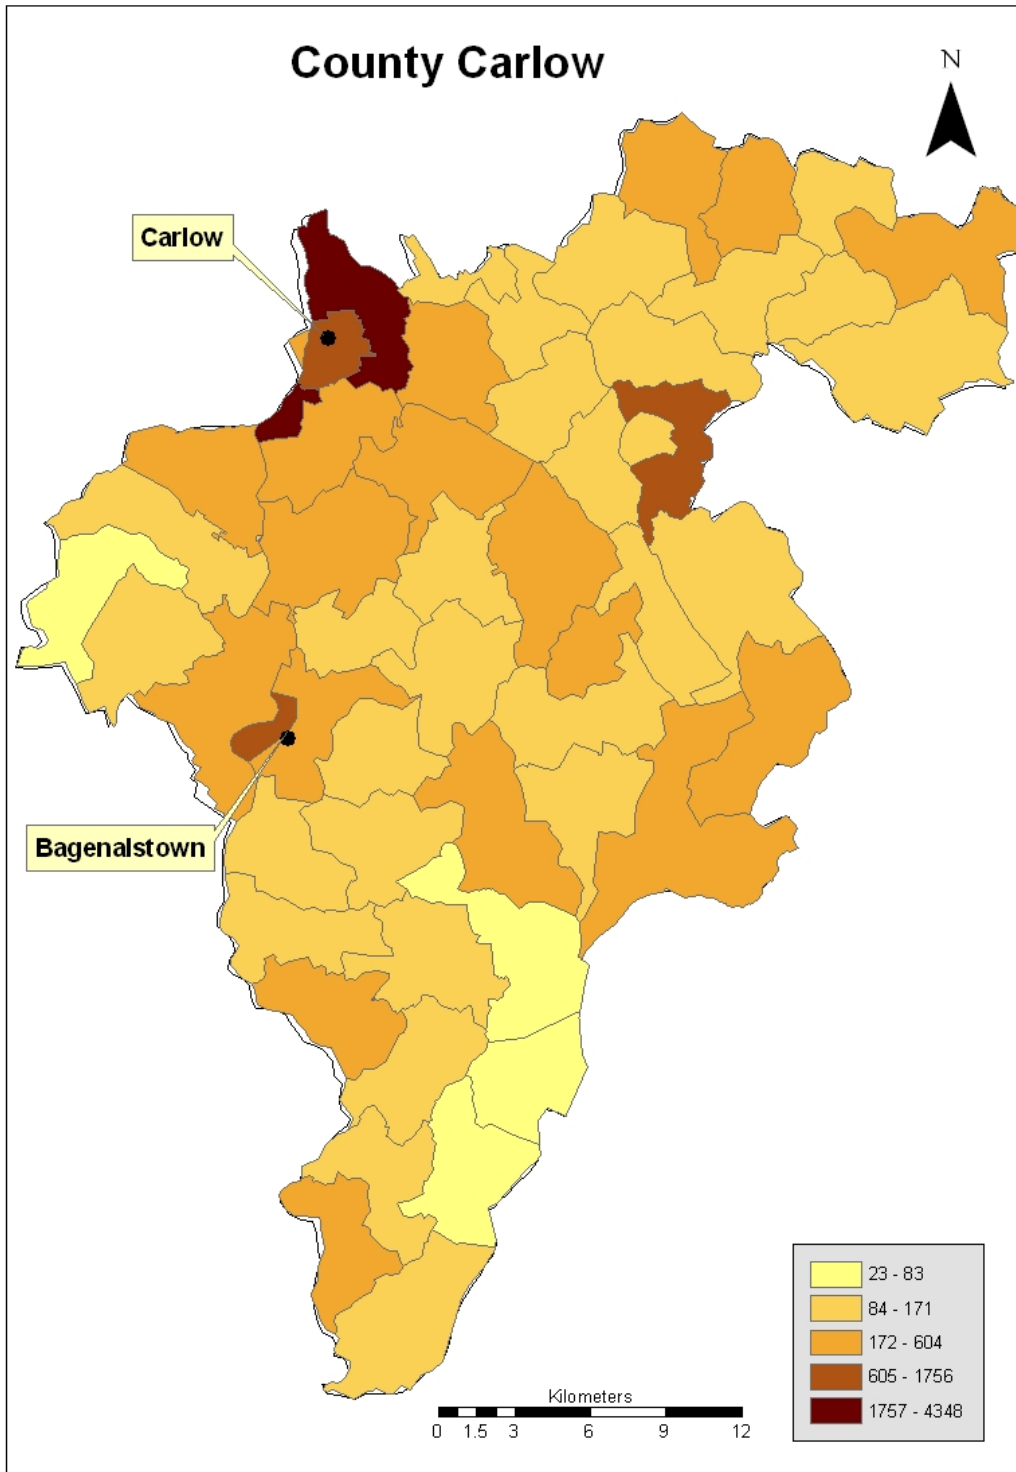 County Carlow
N
Carlow
Bagenalstown
23 - 83
84 - 171
172 - 604
605 - 1756
1757 - 4348
Kilometers
0 1.5 3 6 9 12